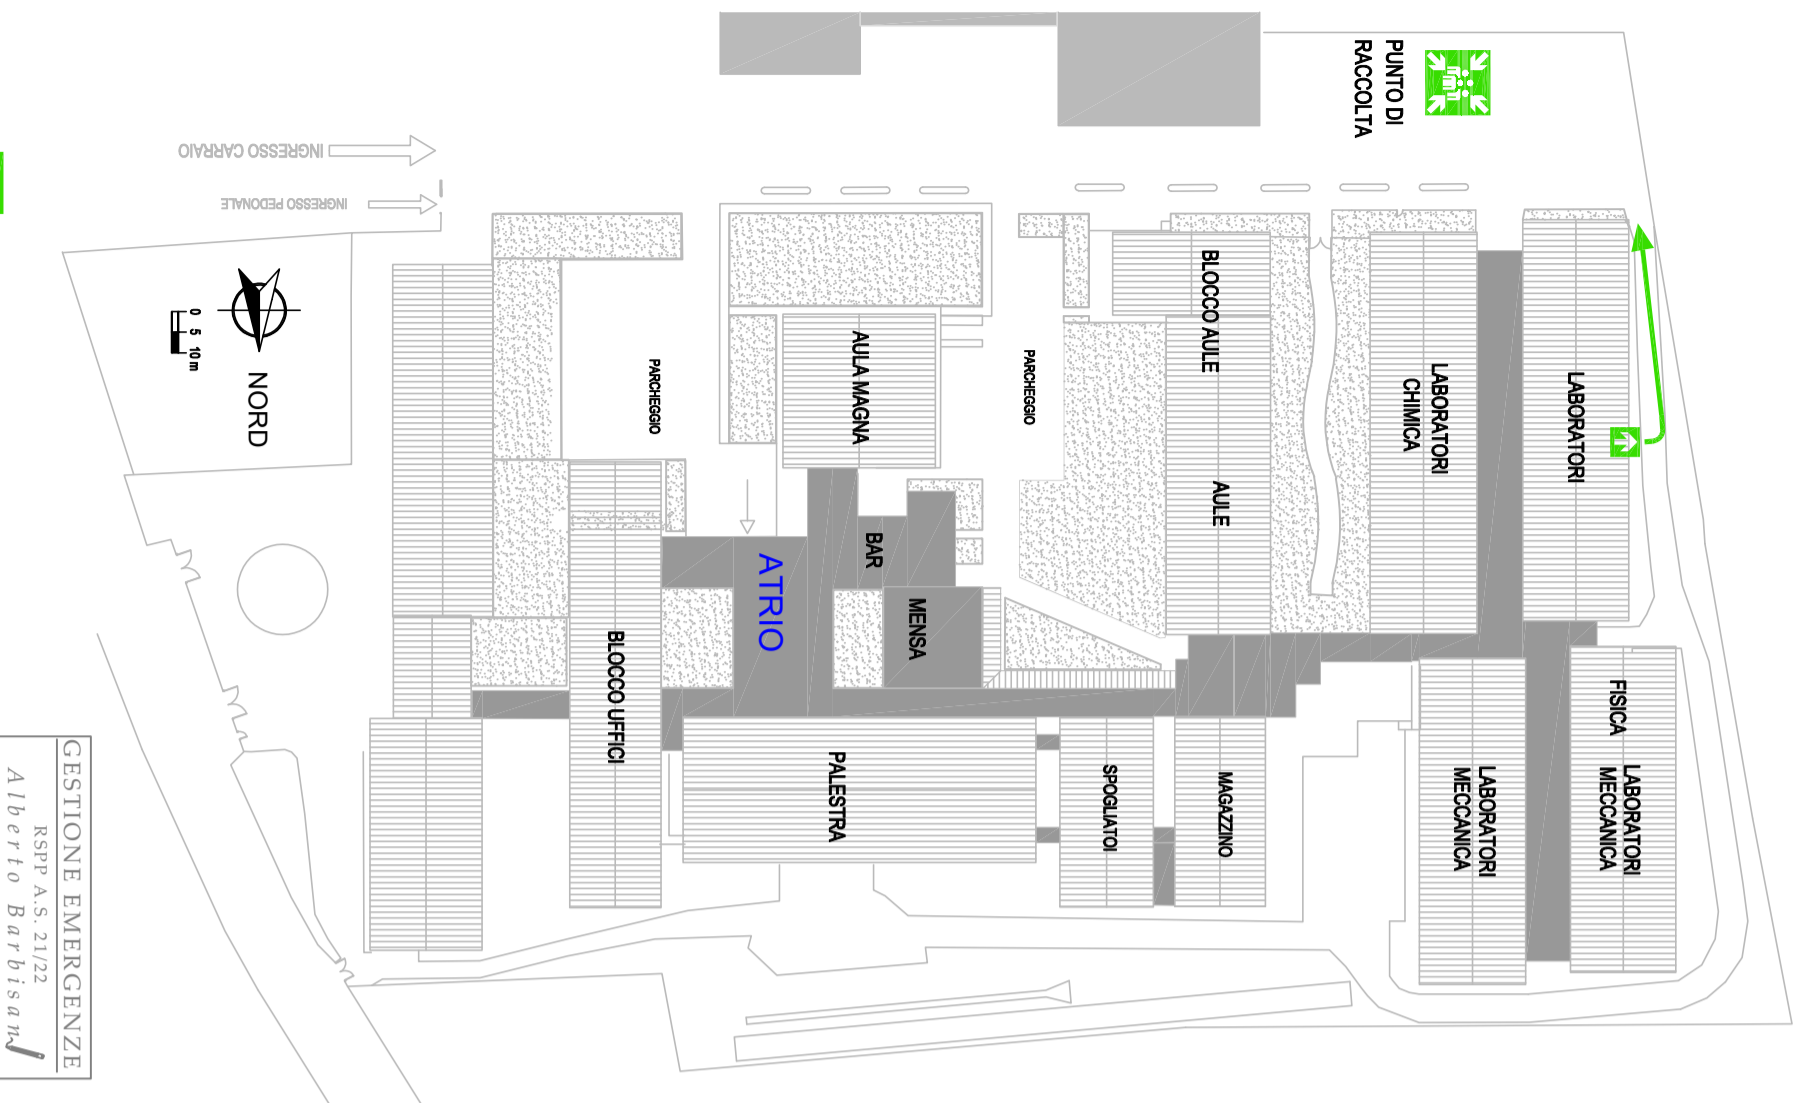 PUNTO DI
RACCOLTA
INGRESSO CARRAIO
INGRESSO PEDONALE
0 5 10m
NORD
PARCHEGGIO
AULA MAGNA
PARCHEGGIO
BLOCCO AULE
AULE
LABORATORI
CHIMICA
LABORATORI
ATRIO
BAR
MENSA
BLOCCO UFFICI
PALESTRA
SPOGLIATOI
MAGAZZINO
LABORATORI
MECCANICA
FISICA
LABORATORI
MECCANICA
GESTIONE EMERGENZE
RSPP A.S. 21/22
Alberto Barbisan